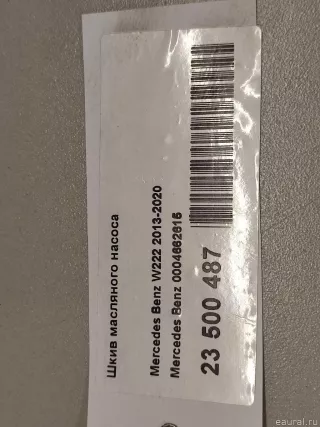 Шкив масляного насоса
Mercedes Benz W222 2013-2020
Mercedes Benz 0004662615
23 500 487
eaural.ru